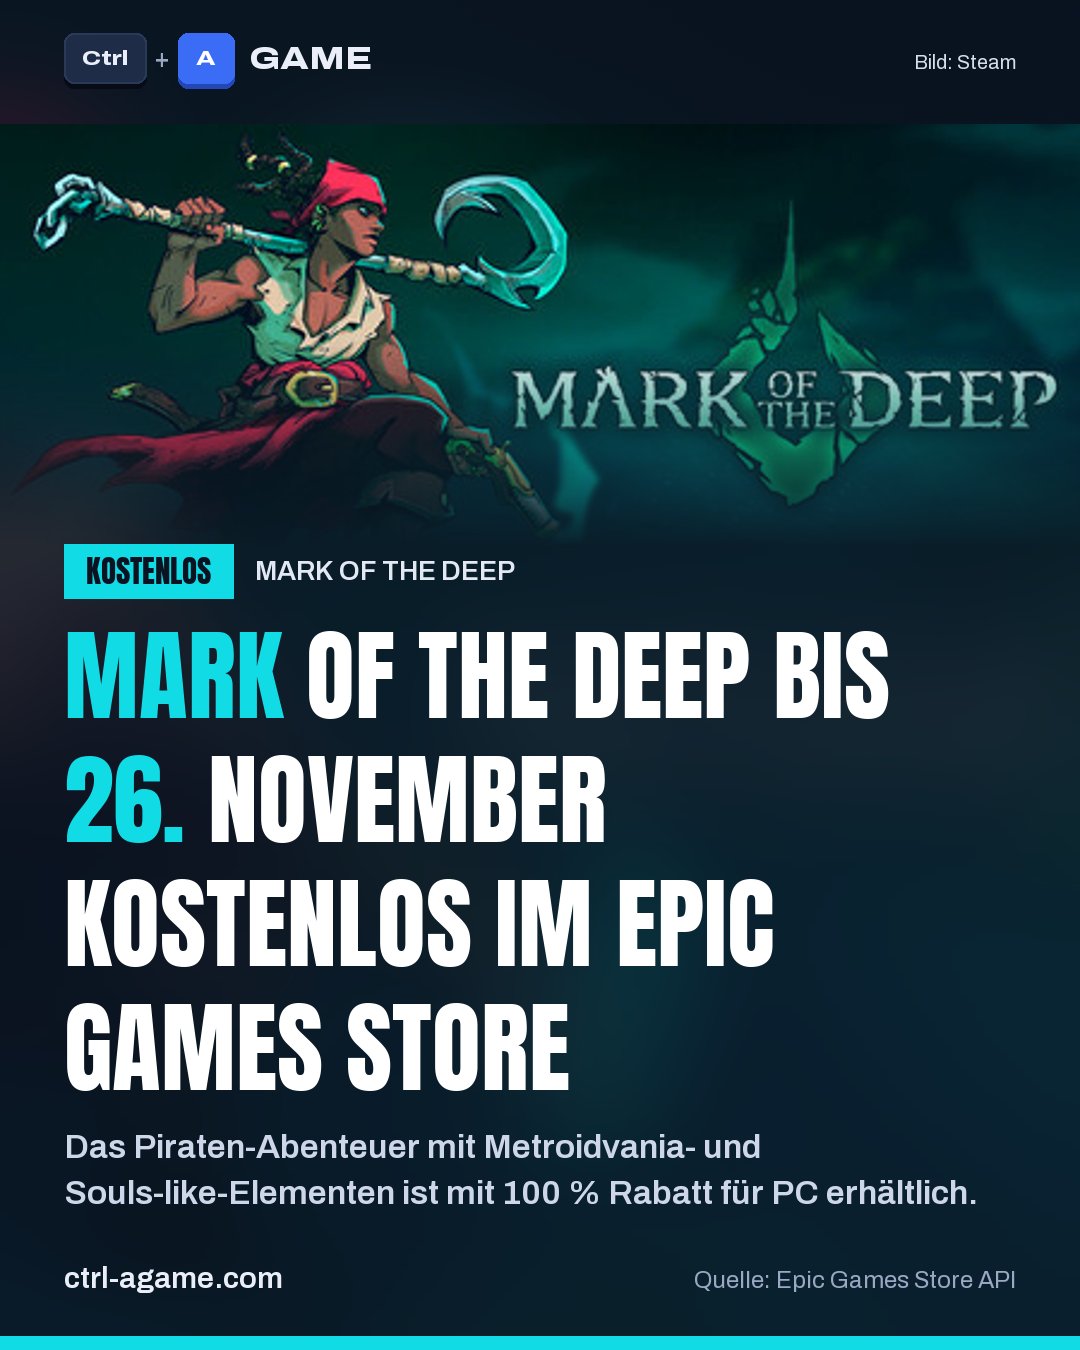 Ctrl + A GAME
Bild: Steam
MARK OF THE DEEP
KOSTENLOS MARK OF THE DEEP
MARK OF THE DEEP BIS
26. NOVEMBER
KOSTENLOS IM EPIC
GAMES STORE
Das Piraten-Abenteuer mit Metroidvania- und
Souls-like-Elementen ist mit 100 % Rabatt für PC erhältlich.
ctrl-agame.com
Quelle: Epic Games Store API